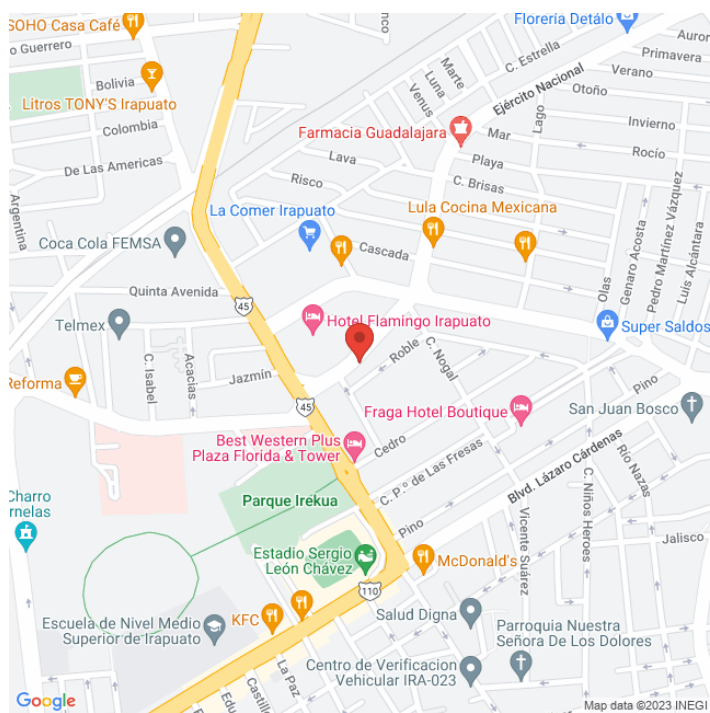 SOHO Casa Café
Florería Detálo
Guerrero
nco
C. Estrella
Auror
Primavera
Marte
Luna
Venus
Verano
Bolivia
Litros TONY'S Irapuato
Ejército Nacional
Otoño
Lago
Colombia
Farmacia Guadalajara
Mar
Invierno
Lava
Playa
Rocío
De Las Americas
Risco
C. Brisas
Argentina
La Comer Irapuato
Lula Cocina Mexicana
Pedro Martínez Vázquez
Genaro Acosta
Luis Alcántara
Coca Cola FEMSA
Cascada
Olas
Quinta Avenida
45
Telmex
Hotel Flamingo Irapuato
Super Saldos
Roble
C. Nogal
C. Isabel
Acacias
Jazmín
Reforma
45
Pino
Fraga Hotel Boutique
San Juan Bosco
Best Western Plus
Plaza Florida & Tower
Cedro
Blvd. Lázaro Cárdenas
C. P.º de Las Fresas
Río Nazas
C. Niños Heroes
Charro
rnelas
Parque Irekua
Vicente Suárez
Pino
Jalisco
Estadio Sergio
León Chávez
McDonald's
110
KFC
Salud Digna
Escuela de Nivel Medio
Superior de Irapuato
Parroquia Nuestra
Señora De Los Dolores
La Paz
Castillo
Edu
Centro de Verificacion
Vehicular IRA-023
Google
Map data ©2023 INEGI